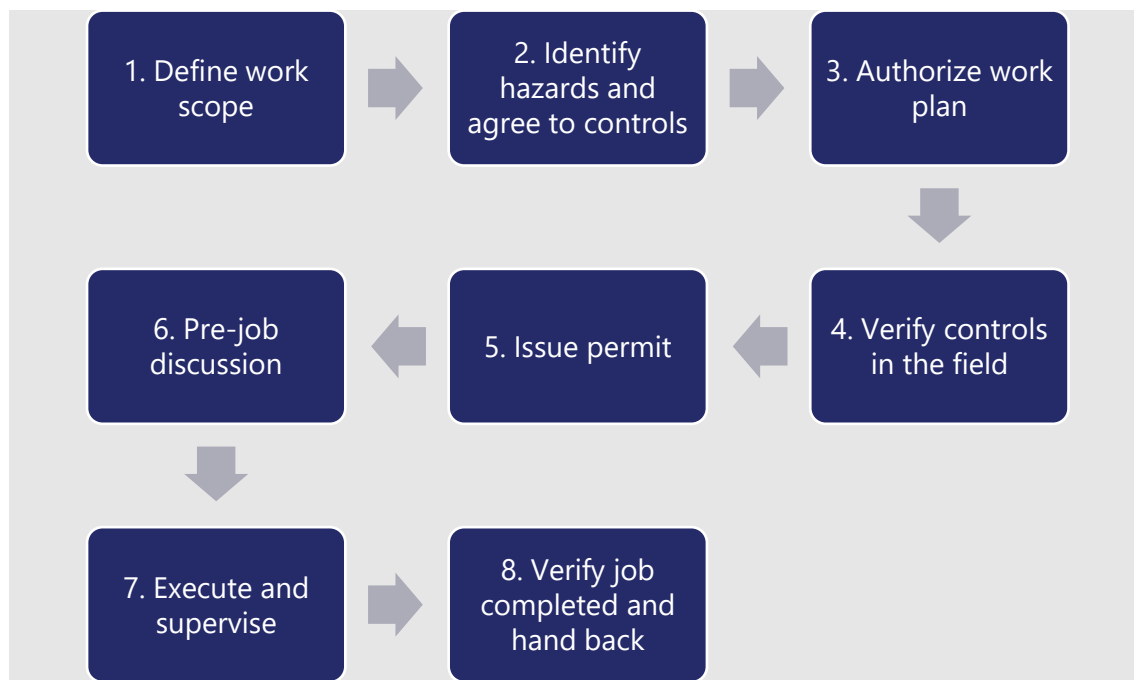 1. Define work
scope
2. Identify
hazards and
agree to controls
3. Authorize work
plan
4. Verify controls
in the field
5. Issue permit
6. Pre-job
discussion
7. Execute and
supervise
8. Verify job
completed and
hand back